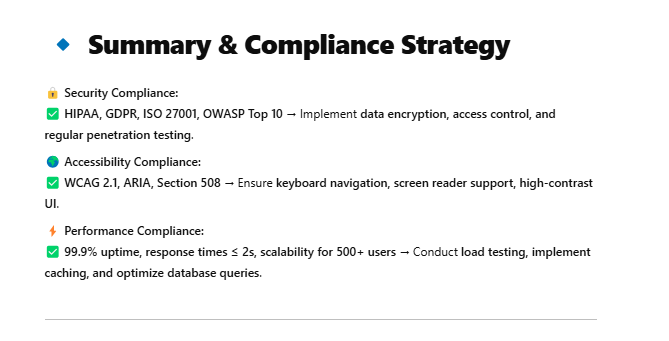 🔹 Summary & Compliance Strategy
🔒 Security Compliance:
✅ HIPAA, GDPR, ISO 27001, OWASP Top 10 → Implement data encryption, access control, and
regular penetration testing.
🌍 Accessibility Compliance:
✅ WCAG 2.1, ARIA, Section 508 → Ensure keyboard navigation, screen reader support, high-contrast
UI.
⚡ Performance Compliance:
✅ 99.9% uptime, response times ≤ 2s, scalability for 500+ users → Conduct load testing, implement
caching, and optimize database queries.